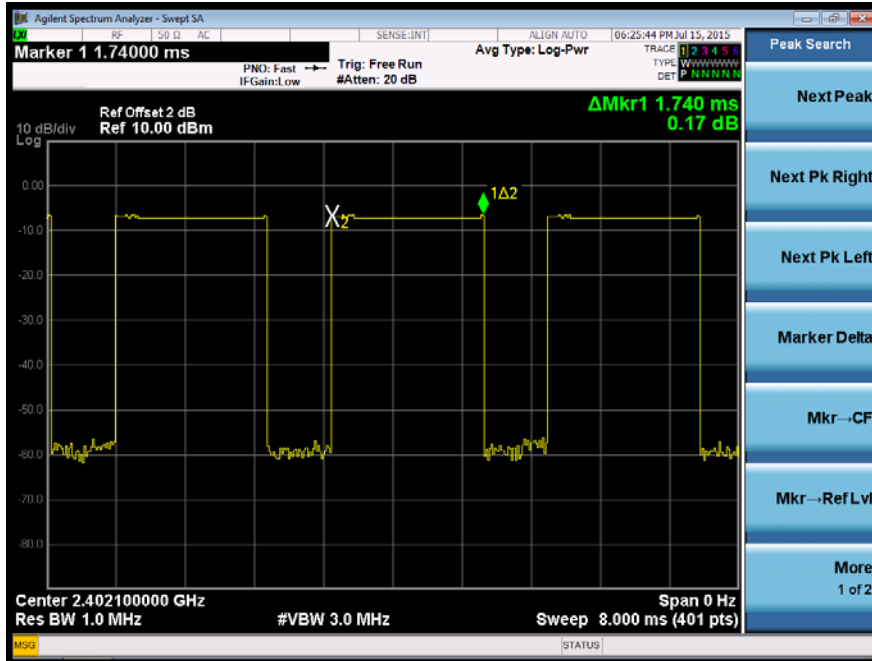 Agilent Spectrum Analyzer - Swept SA
LXI RF 50 Ω AC SENSE:INT ALIGN AUTO 06:25:44 PM Jul 15, 2015
Marker 1 1.74000 ms
PNO: Fast
IFGain:Low
Trig: Free Run
#Atten: 20 dB
Avg Type: Log-Pwr
TRACE 1 2 3 4 5 6
TYPE WWWWWW
DET P N N N N N
Ref Offset 2 dB
Ref 10.00 dBm
10 dB/div
Log
ΔMkr1 1.740 ms
0.17 dB
0.00
-10.0
-20.0
-30.0
-40.0
-50.0
-60.0
-70.0
-80.0
X2
1Δ2
Center 2.402100000 GHz
Span 0 Hz
Res BW 1.0 MHz
#VBW 3.0 MHz
Sweep 8.000 ms (401 pts)
MSG
STATUS
Peak Search
Next Peak
Next Pk Right
Next Pk Left
Marker Delta
Mkr→CF
Mkr→Ref Lvl
More
1 of 2